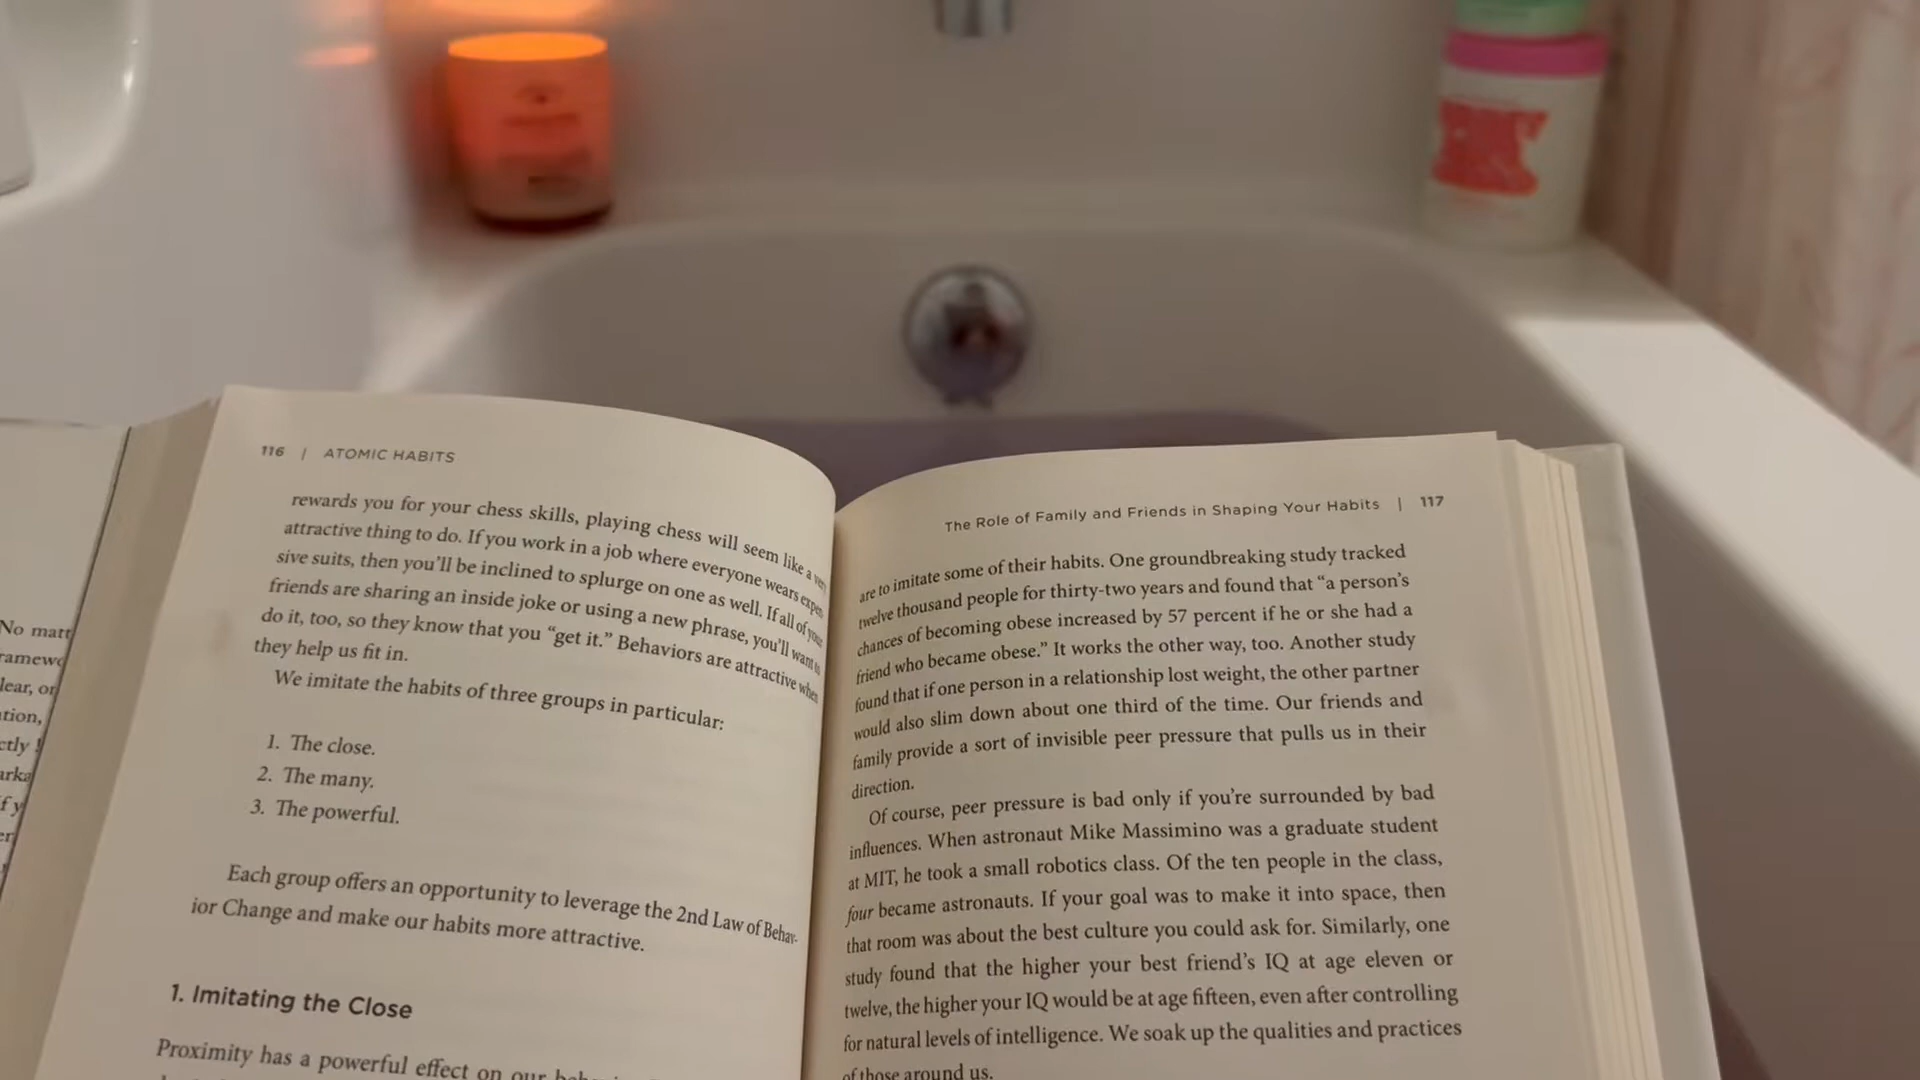 116 | ATOMIC HABITS
rewards you for your chess skills, playing chess will seem like a very
attractive thing to do. If you work in a job where everyone wears expen-
sive suits, then you'll be inclined to splurge on one as well. If all of your
friends are sharing an inside joke or using a new phrase, you'll want to
do it, too, so they know that you “get it.” Behaviors are attractive when
they help us fit in.
We imitate the habits of three groups in particular:
1. The close.
2. The many.
3. The powerful.
Each group offers an opportunity to leverage the 2nd Law of Behav-
ior Change and make our habits more attractive.
1. Imitating the Close
Proximity has a powerful effect on our
The Role of Family and Friends in Shaping Your Habits | 117
are to imitate some of their habits. One groundbreaking study tracked
twelve thousand people for thirty-two years and found that “a person's
chances of becoming obese increased by 57 percent if he or she had a
friend who became obese.” It works the other way, too. Another study
found that if one person in a relationship lost weight, the other partner
would also slim down about one third of the time. Our friends and
family provide a sort of invisible peer pressure that pulls us in their
direction.
Of course, peer pressure is bad only if you're surrounded by bad
influences. When astronaut Mike Massimino was a graduate student
at MIT, he took a small robotics class. Of the ten people in the class,
four became astronauts. If your goal was to make it into space, then
that room was about the best culture you could ask for. Similarly, one
study found that the higher your best friend's IQ at age eleven or
twelve, the higher your IQ would be at age fifteen, even after controlling
for natural levels of intelligence. We soak up the qualities and practices
of those around us.
No matt
ramewo
lear, or
tion,
ctly
arka
f y
er